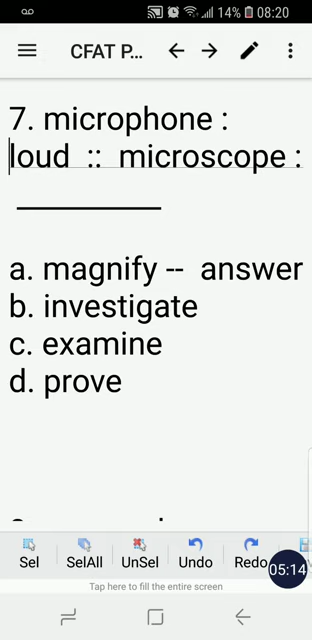 14% 08:20
CFAT P...
7. microphone :
loud :: microscope :
__________
a. magnify -- answer
b. investigate
c. examine
d. prove
Sel SelAll UnSel Undo Redo
05:14
Tap here to fill the entire screen